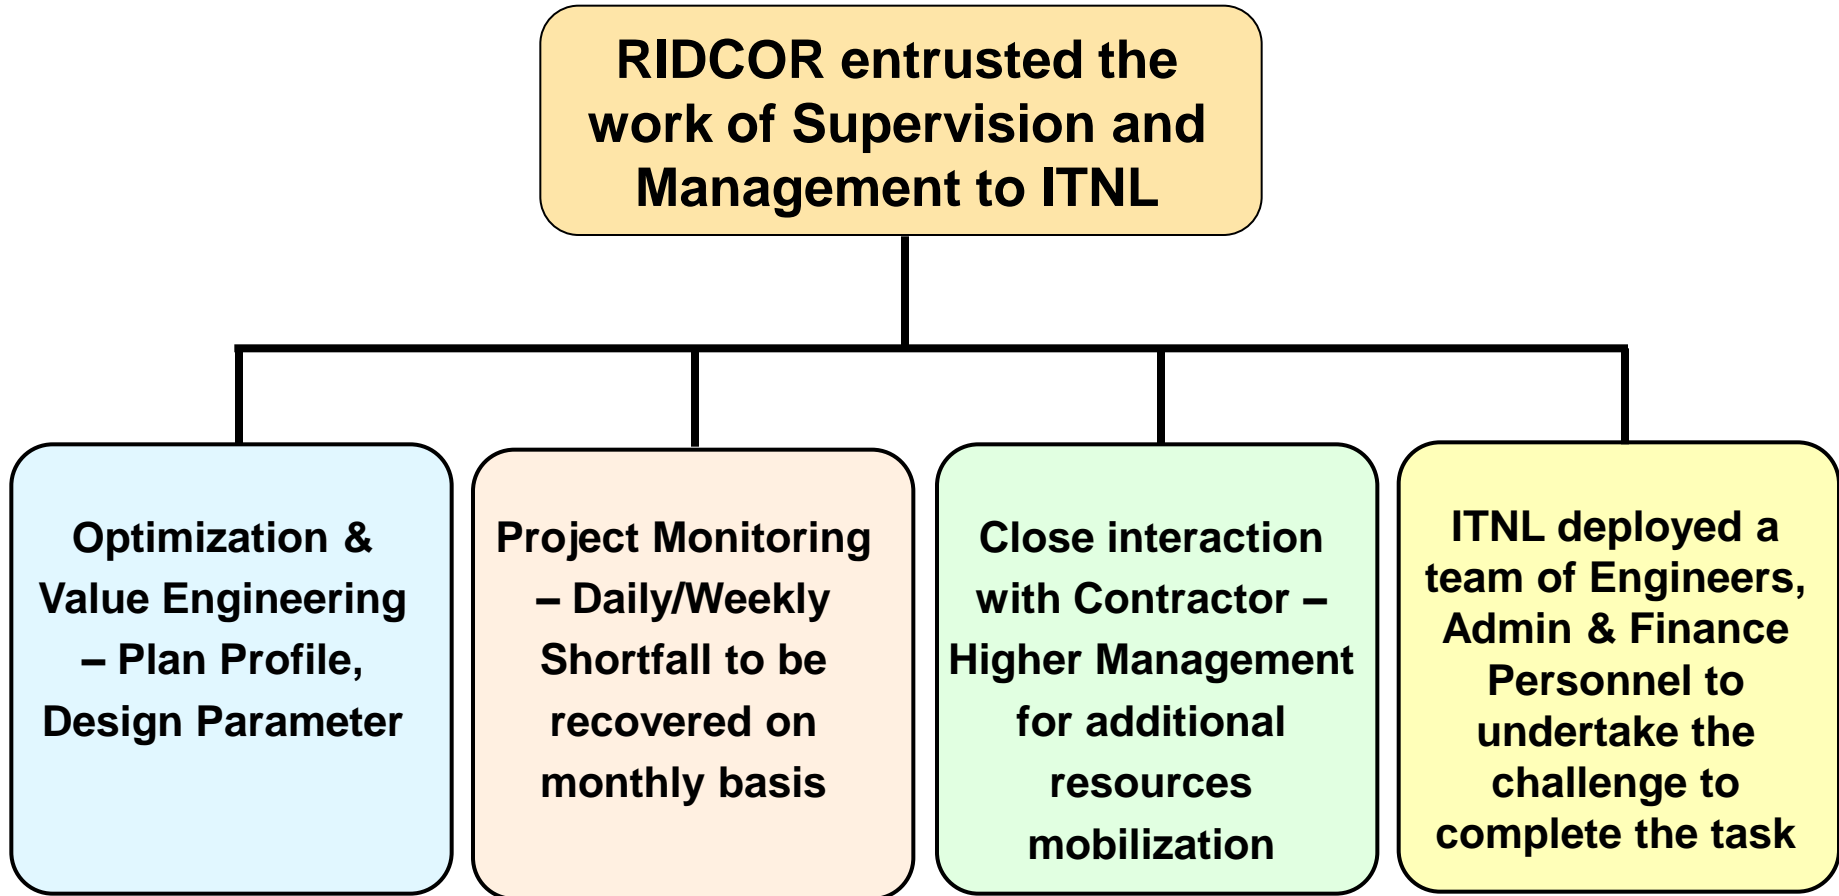 RIDCOR entrusted the
work of Supervision and
Management to ITNL
Optimization &
Value Engineering
– Plan Profile,
Design Parameter
Project Monitoring
– Daily/Weekly
Shortfall to be
recovered on
monthly basis
Close interaction
with Contractor –
Higher Management
for additional
resources
mobilization
ITNL deployed a
team of Engineers,
Admin & Finance
Personnel to
undertake the
challenge to
complete the task